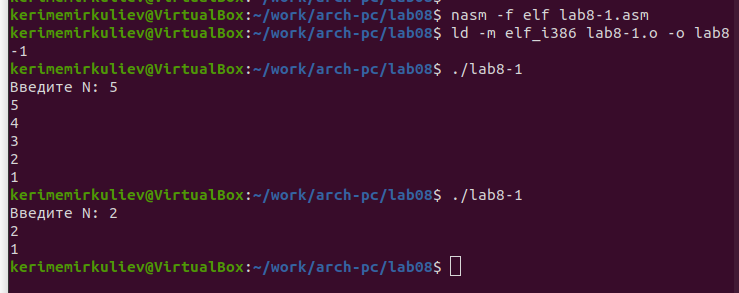 kerimemirkuliev@VirtualBox:~/work/arch-pc/lab08$ nasm -f elf lab8-1.asm
kerimemirkuliev@VirtualBox:~/work/arch-pc/lab08$ ld -m elf_i386 lab8-1.o -o lab8
-1
kerimemirkuliev@VirtualBox:~/work/arch-pc/lab08$ ./lab8-1
Введите N: 5
5
4
3
2
1
kerimemirkuliev@VirtualBox:~/work/arch-pc/lab08$ ./lab8-1
Введите N: 2
2
1
kerimemirkuliev@VirtualBox:~/work/arch-pc/lab08$